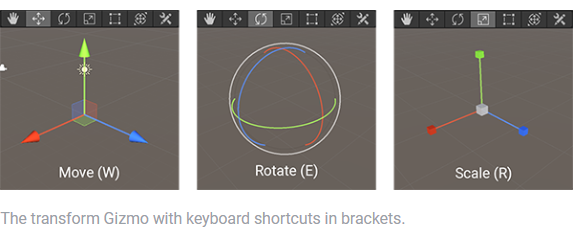 Move (W)
Rotate (E)
Scale (R)
The transform Gizmo with keyboard shortcuts in brackets.